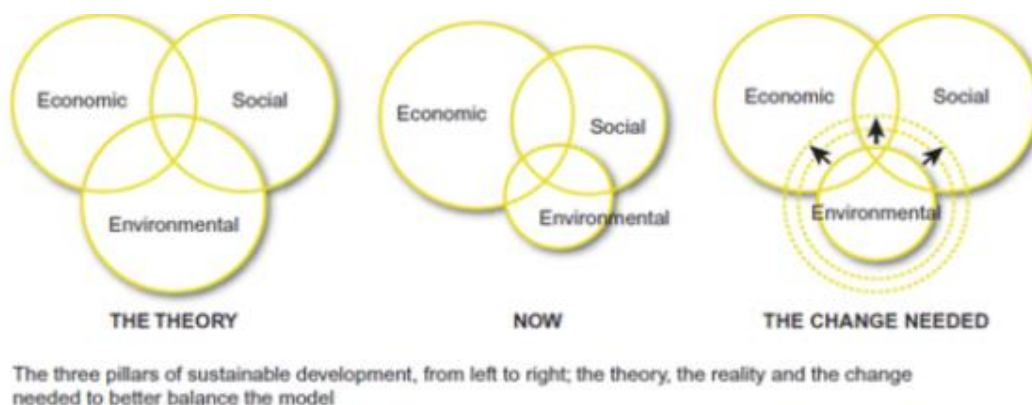 Economic
Social
Environmental
THE THEORY
Economic
Social
Environmental
NOW
Economic
Social
Environmental
THE CHANGE NEEDED
The three pillars of sustainable development, from left to right; the theory, the reality and the change
needed to better balance the model